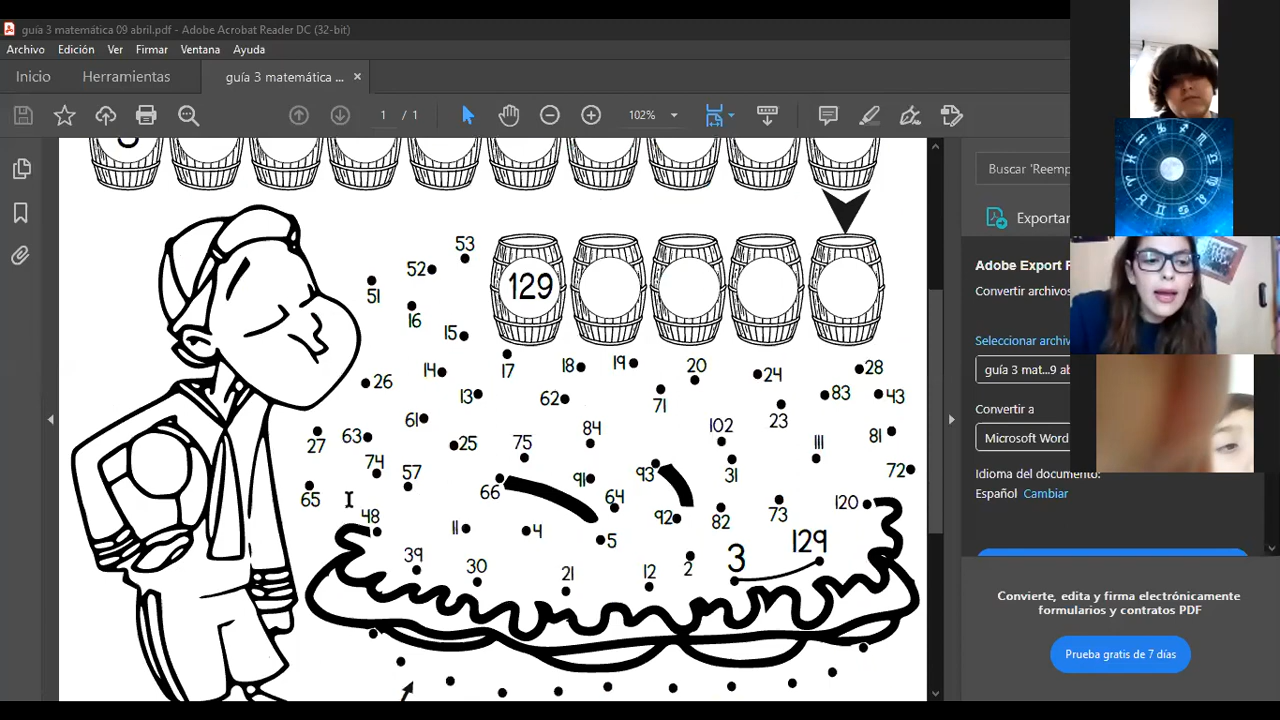 guía 3 matemática 09 abril.pdf - Adobe Acrobat Reader DC (32-bit)
Archivo Edición Ver Firmar Ventana Ayuda
Inicio Herramientas guía 3 matemática ... ×
1 / 1 102%
Buscar 'Reemp
Exportar
Adobe Export
Convertir archivos
Seleccionar archiv
guía 3 mat...9 ab
Convertir a
Microsoft Word
Idioma del documento:
Español Cambiar
Convierte, edita y firma electrónicamente
formularios y contratos PDF
Prueba gratis de 7 días
53
52
51
129
16
15
17 18 19 20
14 24 28
26
13 62 71 83 43
61 23
84 102
27 63 25 75 111 81
74 57 91 93 31 72
65 66 64
48 92 82 73 120
11 4 5
39 30 21 12 2 3 129